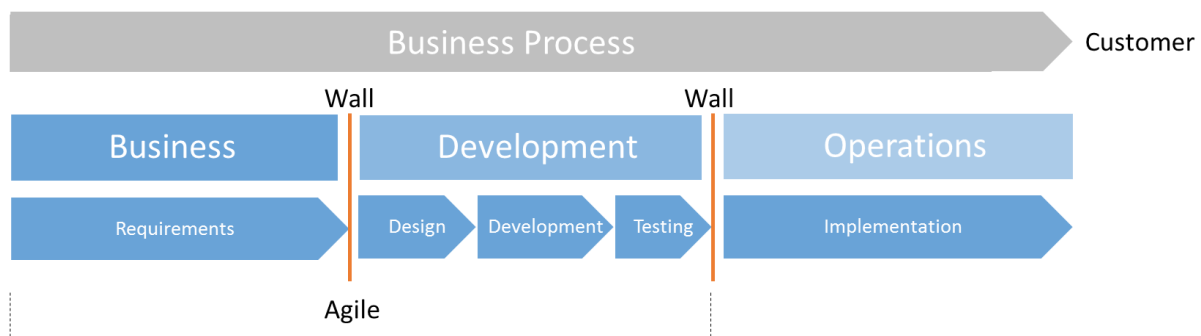 Business Process
Customer
Wall
Wall
Business
Development
Operations
Requirements
Design
Development
Testing
Implementation
Agile